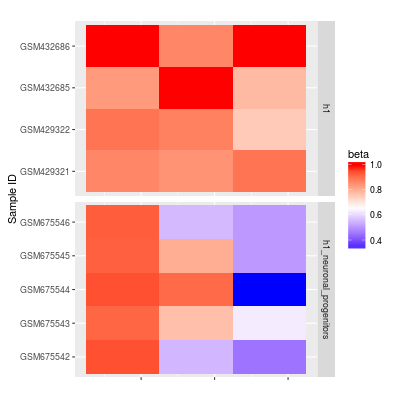 GSM432686
GSM432685
GSM429322
GSM429321
h1
GSM675546
GSM675545
GSM675544
GSM675543
GSM675542
h1_neuronal_progenitors
Sample ID
beta
1.0
0.8
0.6
0.4